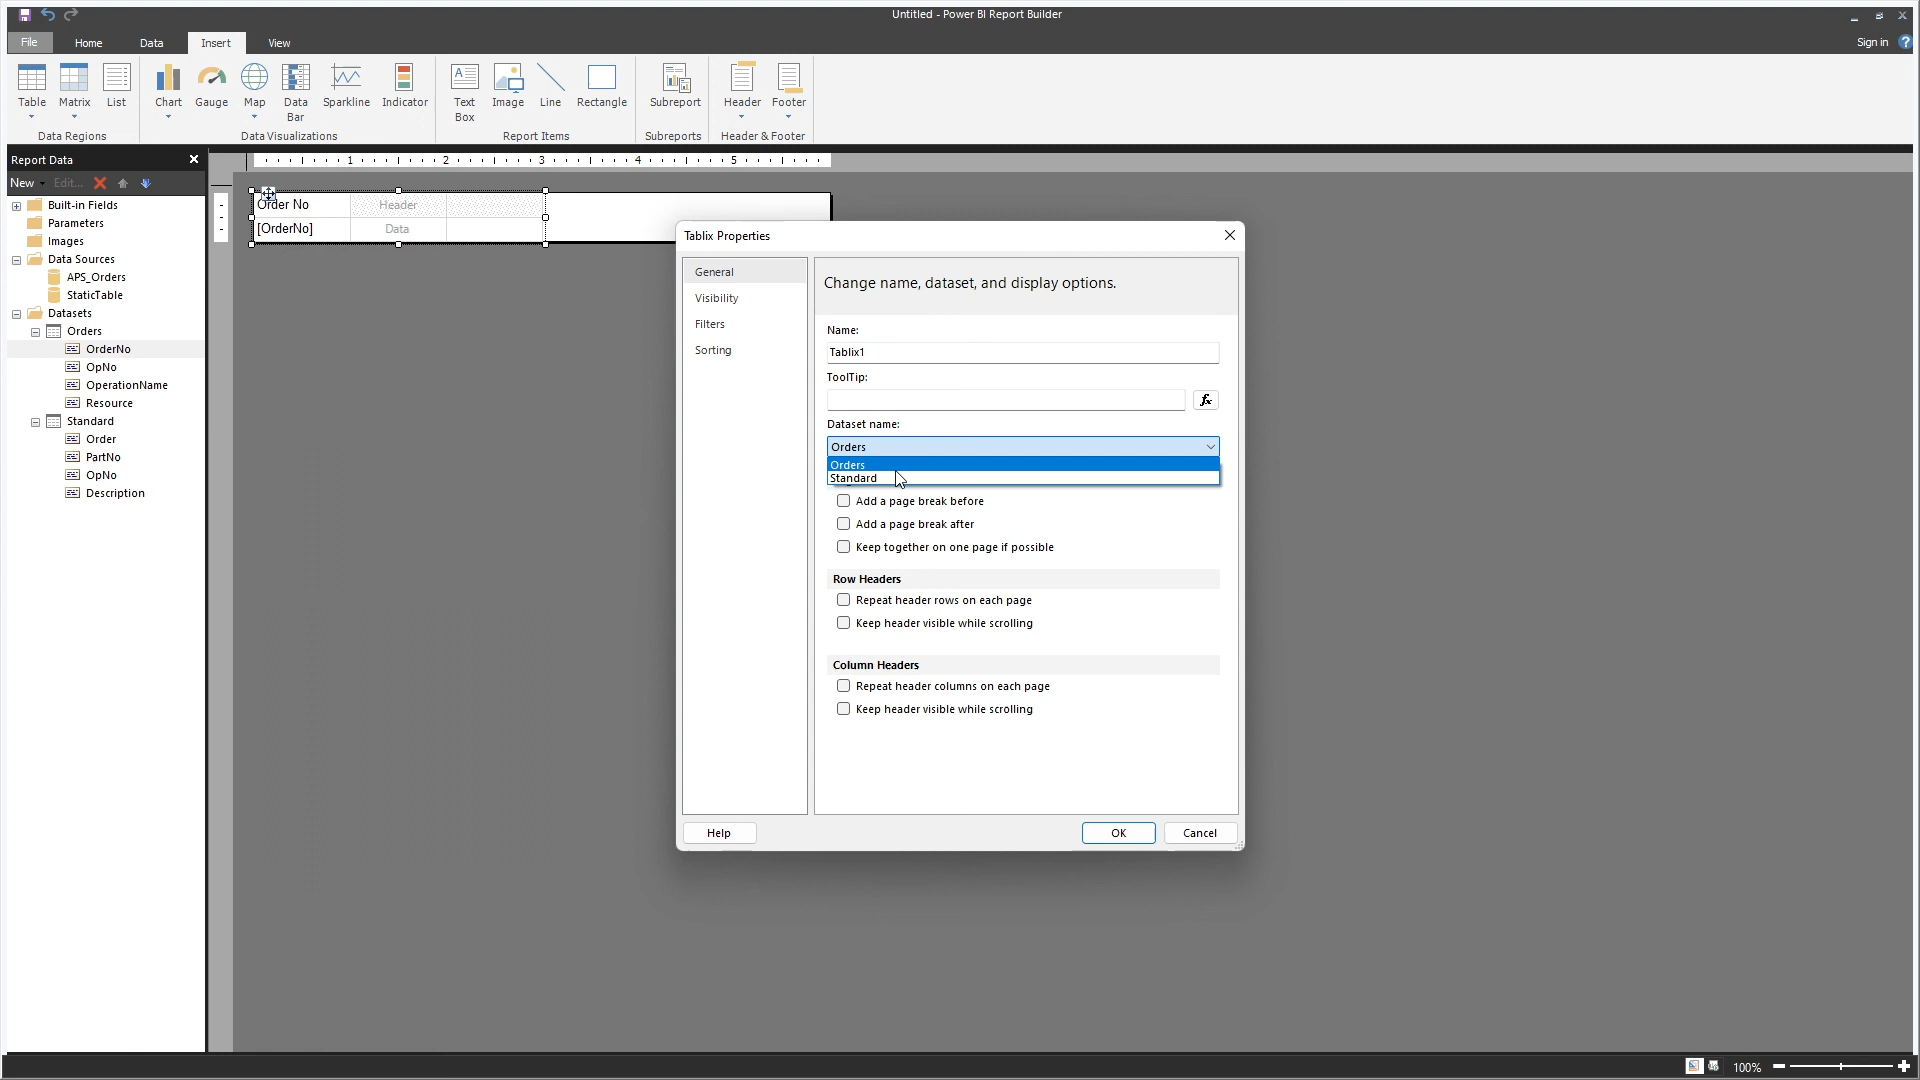 Untitled - Power BI Report Builder
File Home Data Insert View
Sign in ?
Table Matrix List Chart Gauge Map Data Bar Sparkline Indicator Text Box Image Line Rectangle Subreport Header Footer
Data Regions Data Visualizations Report Items Subreports Header & Footer
Report Data
1 2 3 4 5
New Edit...
Built-in Fields
Parameters
Images
Data Sources
APS_Orders
StaticTable
Datasets
Orders
OrderNo
OpNo
OperationName
Resource
Standard
Order
PartNo
OpNo
Description
Order No Header
[OrderNo] Data
Tablix Properties
General
Visibility
Filters
Sorting
Change name, dataset, and display options.
Name:
Tablix1
ToolTip:
fx
Dataset name:
Orders
Orders
Standard
Add a page break before
Add a page break after
Keep together on one page if possible
Row Headers
Repeat header rows on each page
Keep header visible while scrolling
Column Headers
Repeat header columns on each page
Keep header visible while scrolling
Help OK Cancel
100%